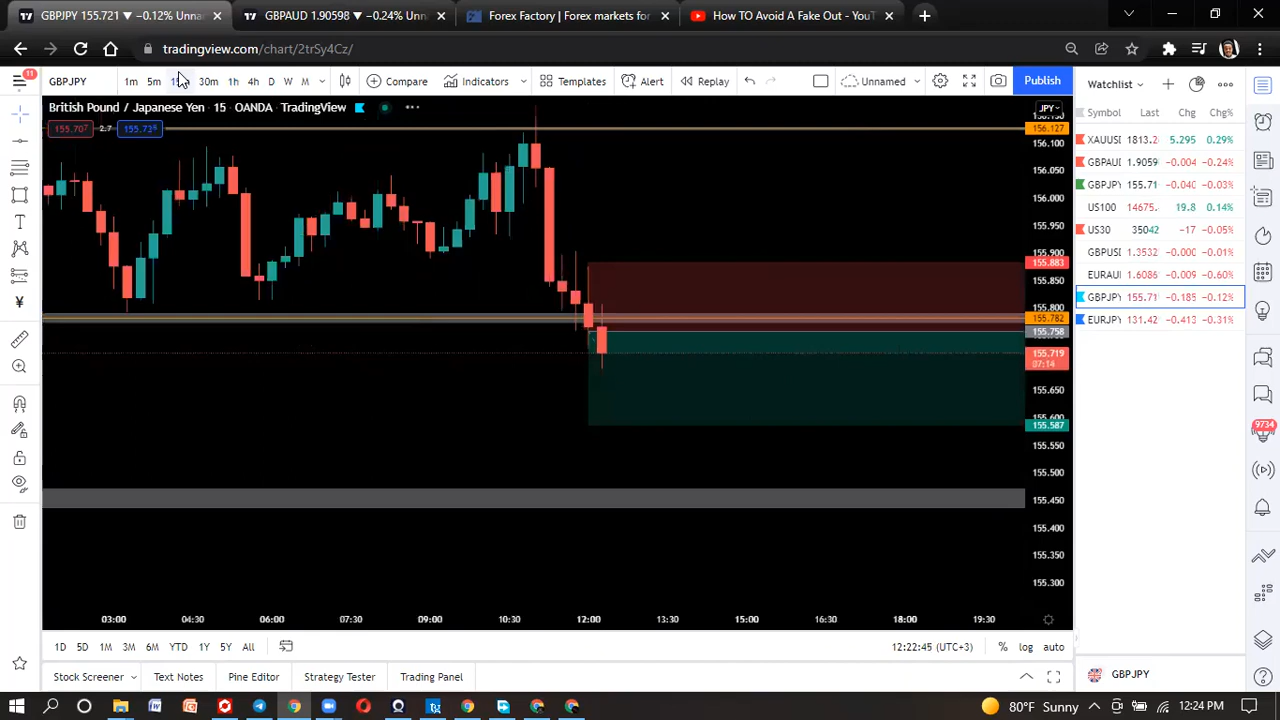 GBPJPY 155.721 ▼ −0.12% Unnar
GBPAUD 1.90598 ▼ −0.24% Unn
Forex Factory | Forex markets for
How TO Avoid A Fake Out - YouT
tradingview.com/chart/2trSy4Cz/
11
GBPJPY
1m 5m 30m 1h 4h D W M
Compare
Indicators
Templates
Alert
Replay
Unnamed
Publish
British Pound / Japanese Yen · 15 · OANDA · TradingView
155.707 2.7 155.72
JPY
156.127
156.100
156.050
156.000
155.950
155.900
155.883
155.850
155.800
155.782
155.758
155.719
07:14
155.650
155.600
155.587
155.550
155.500
155.450
155.400
155.350
155.300
03:00 04:30 06:00 07:30 09:00 10:30 12:00 13:30 15:00 16:30 18:00 19:30
1D 5D 1M 3M 6M YTD 1Y 5Y All
12:22:45 (UTC+3) % log auto
Stock Screener
Text Notes
Pine Editor
Strategy Tester
Trading Panel
Watchlist
Symbol Last Chg Chg%
XAUUSI 1813.2 5.295 0.29%
GBPAU 1.9059 −0.004 −0.24%
GBPJPY 155.71 −0.040 −0.03%
US100 14675. 19.8 0.14%
US30 35042 −17 −0.05%
GBPUS 1.3532 −0.000 −0.01%
EURAU 1.6086 −0.009 −0.60%
GBPJPY 155.71 −0.185 −0.12%
EURJPY 131.42 −0.413 −0.31%
GBPJPY
9734
80°F Sunny
12:24 PM